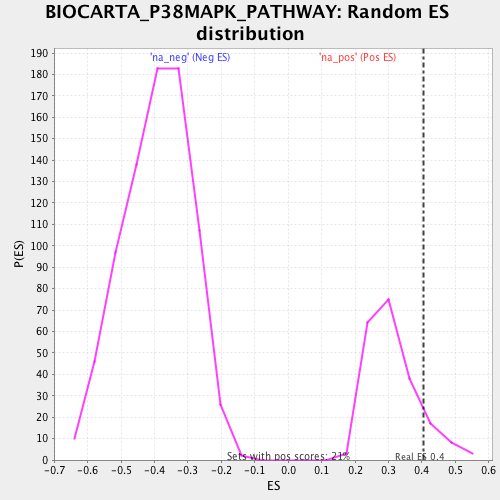 BIOCARTA_P38MAPK_PATHWAY: Random ES
distribution
'na_neg' (Neg ES)
'na_pos' (Pos ES)
190
180
170
160
150
140
130
120
110
100
90
80
70
60
50
40
30
20
10
0
P(ES)
Sets with pos scores: 21%
Real ES 0.4
-0.7 -0.6 -0.5 -0.4 -0.3 -0.2 -0.1 0.0 0.1 0.2 0.3 0.4 0.5 0.6
ES